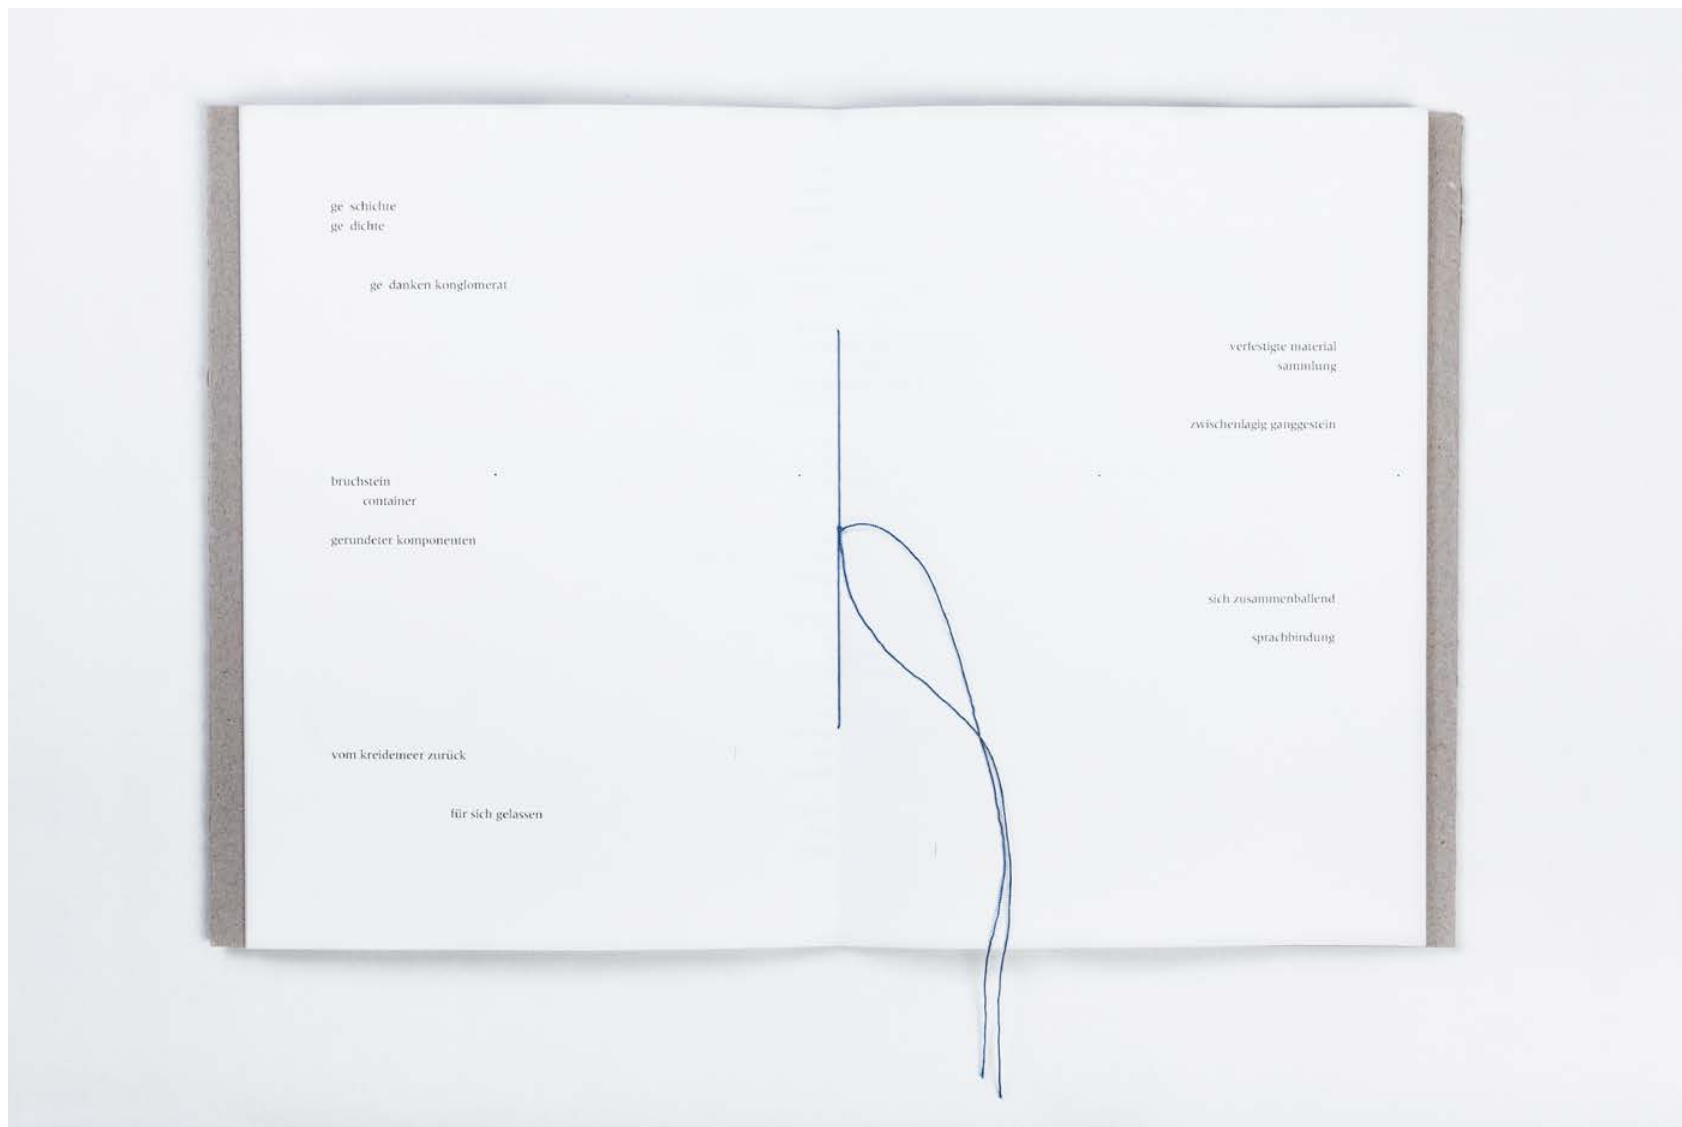 ge schichte
ge dichte
ge danken konglomerat
bruchstein
container
gerundeter komponenten
vom kreidemeer zurück
für sich gelassen
verfestigte material
sammlung
zwischenlagig ganggestein
sich zusammenballend
sprachbindung